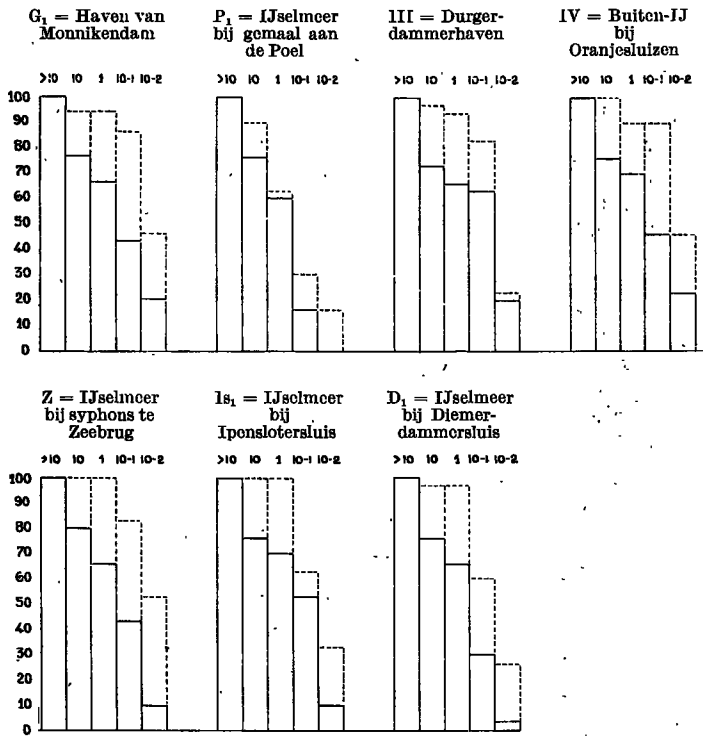 G₁ = Haven van
Monnikendam
P₁ = IJselmeer
bij gemaal aan
de Poel
III = Durger-
dammerhaven
IV = Buiten-IJ
bij
Oranjesluizen
>10 10 1 10-1 10-2
>10 10 1 10-1 10-2
>10 10 1 10-1 10-2
>10 10 1 10-1 10-2
100
90
80
70
60
50
40
30
20
10
0
Z = IJselmeer
bij syphons te
Zeebrug
Is₁ = IJselmeer
bij
Ipenslotersluis
D₁ = IJselmeer
bij Diemer-
dammersluis
>10 10 1 10-1 10-2
>10 10 1 10-1 10-2
>10 10 1 10-1 10-2
100
90
80
70
60
50
40
30
20
10
0